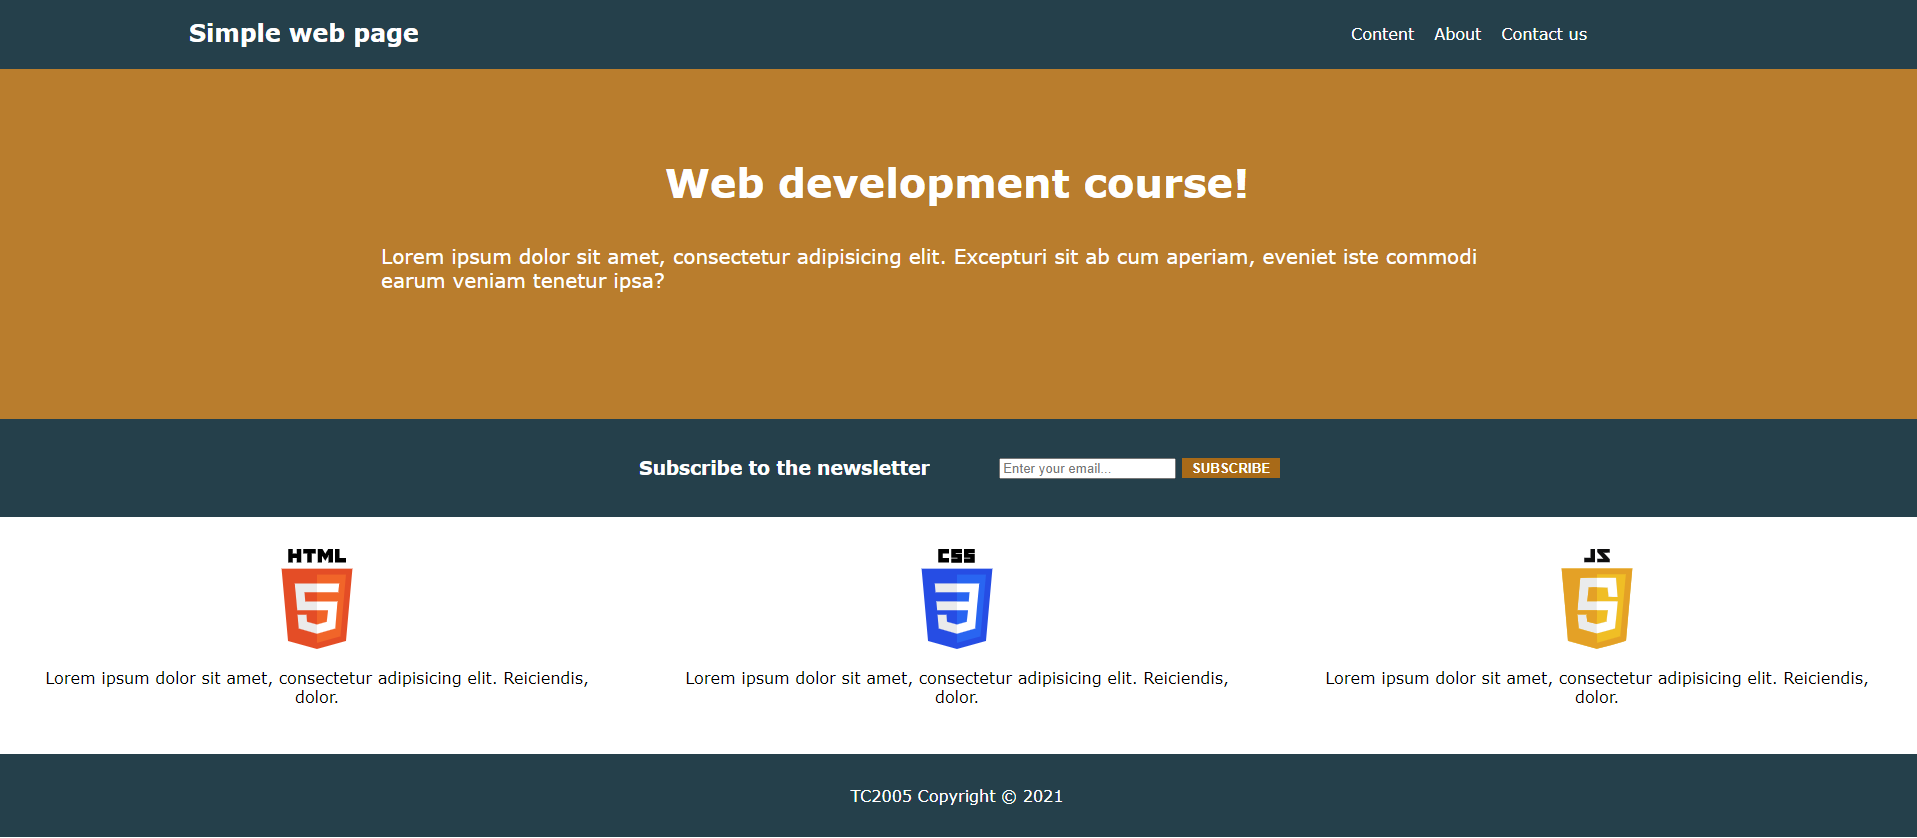 Simple web page
Content About Contact us
Web development course!
Lorem ipsum dolor sit amet, consectetur adipisicing elit. Excepturi sit ab cum aperiam, eveniet iste commodi
earum veniam tenetur ipsa?
Subscribe to the newsletter Enter your email... SUBSCRIBE
HTML
5
Lorem ipsum dolor sit amet, consectetur adipisicing elit. Reiciendis,
dolor.
CSS
3
Lorem ipsum dolor sit amet, consectetur adipisicing elit. Reiciendis,
dolor.
JS
5
Lorem ipsum dolor sit amet, consectetur adipisicing elit. Reiciendis,
dolor.
TC2005 Copyright © 2021